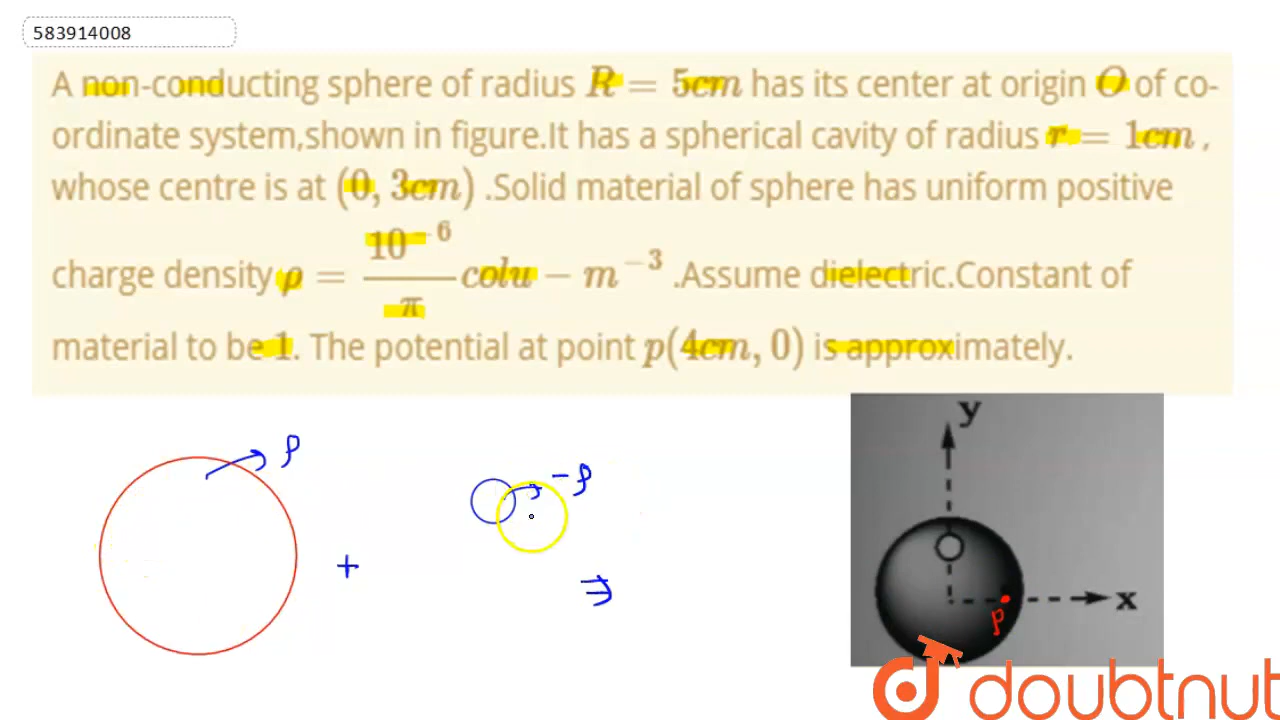 583914008
A non-conducting sphere of radius R = 5cm has its center at origin O of co-
ordinate system,shown in figure.It has a spherical cavity of radius r = 1cm ,
whose centre is at (0, 3cm) .Solid material of sphere has uniform positive
charge density ρ = 10⁻⁶/π colu − m⁻³ .Assume dielectric.Constant of
material to be 1. The potential at point p(4cm, 0) is approximately.
ρ
+
−ρ
⇒
y
x
P
doubtnut